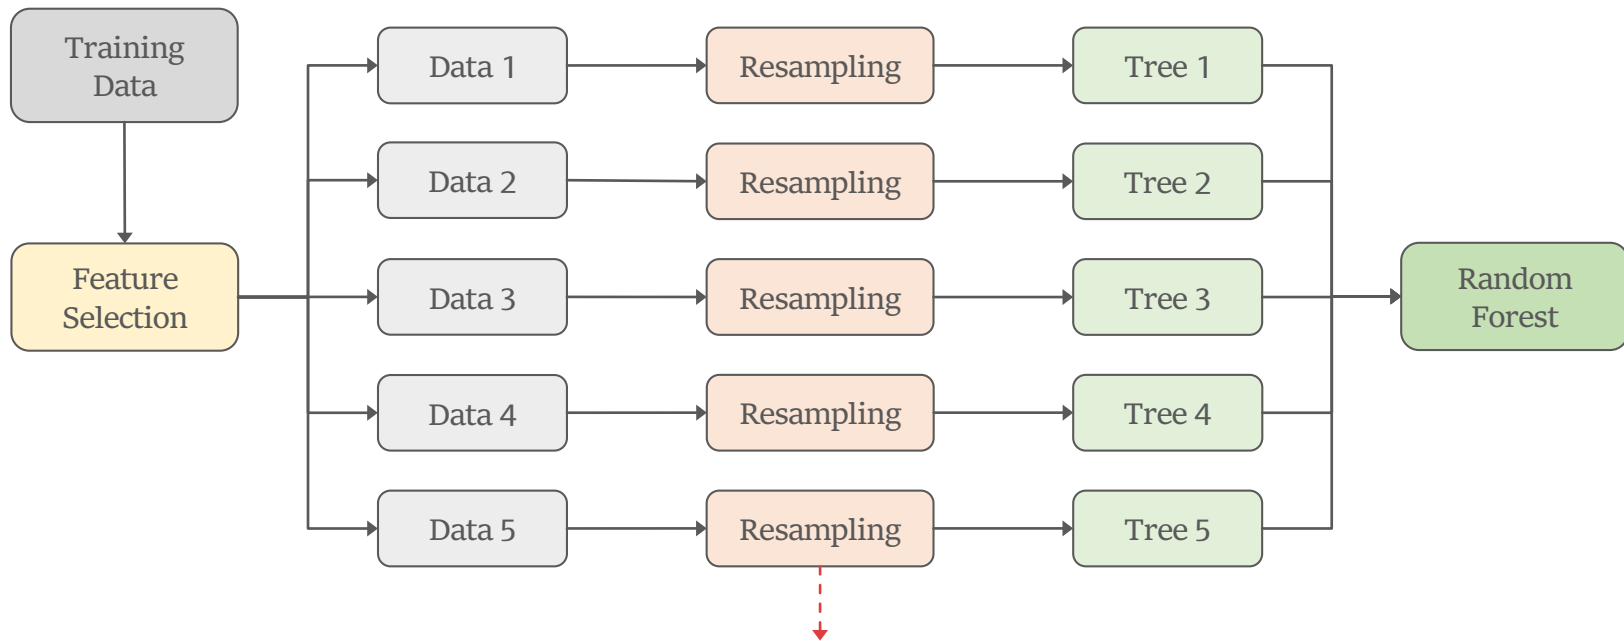 Training
Data
Feature
Selection
Data 1
Resampling
Tree 1
Data 2
Resampling
Tree 2
Data 3
Resampling
Tree 3
Data 4
Resampling
Tree 4
Data 5
Resampling
Tree 5
Random
Forest